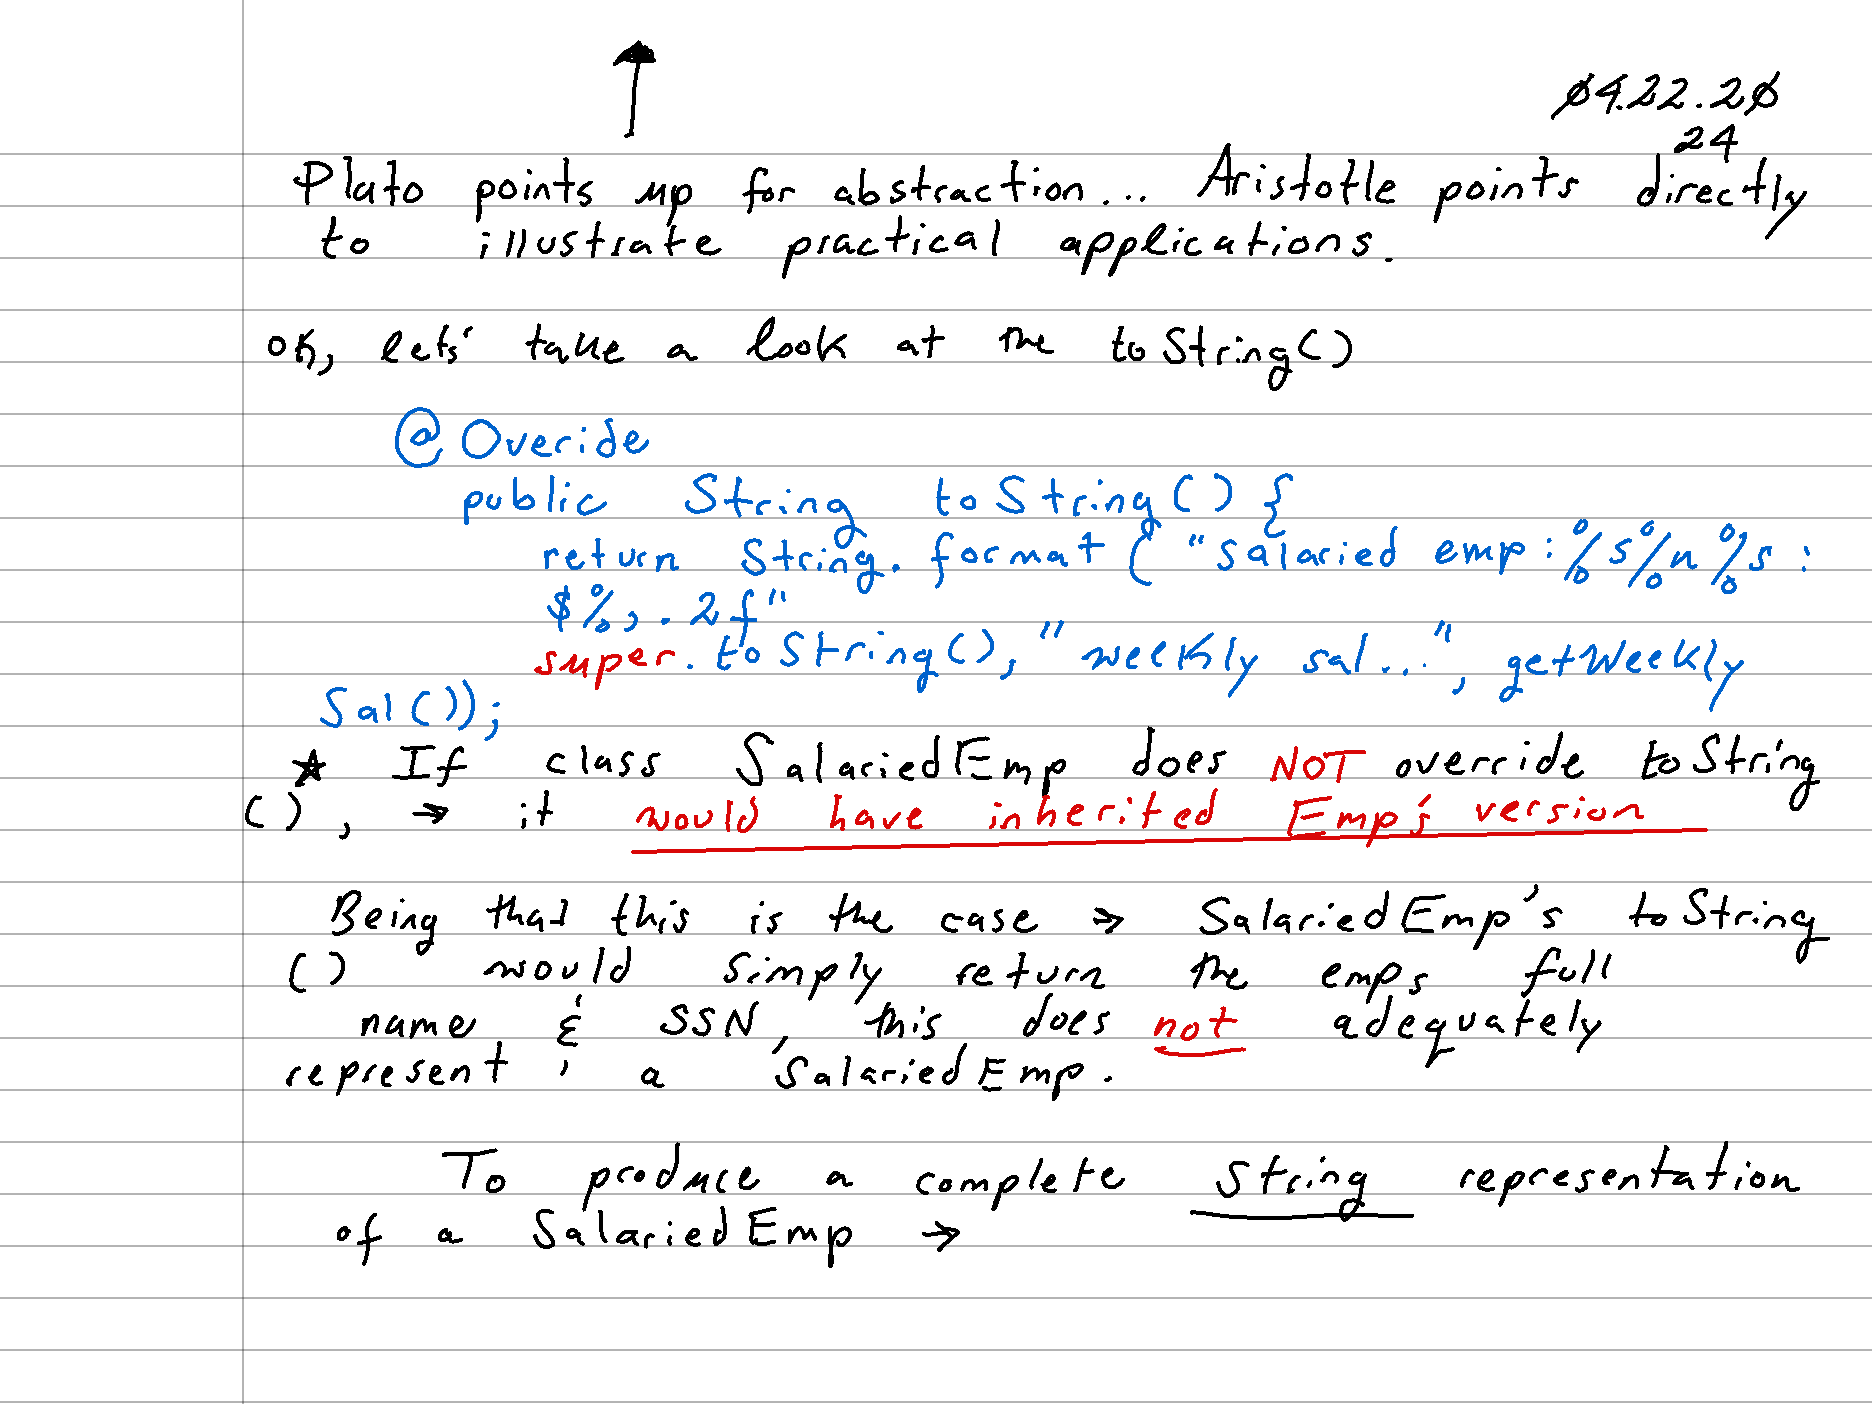 04.22.20
24
Plato points up for abstraction... Aristotle points directly
to illustrate practical applications.
OK, lets' take a look at the toString()
@Overide
public String toString() {
return String.format ( "salaried emp: %s%n%s:
$%,.2f"
super.toString(), "weekly sal...", getWeekly
Sal());
★ If class SalariedEmp does NOT override toString
(), → it would have inherited Emp's version
Being that this is the case → SalariedEmp's toString
() would simply return the emps full
name & SSN, this does not adequately
represent a SalariedEmp.
To produce a complete String representation
of a SalariedEmp →